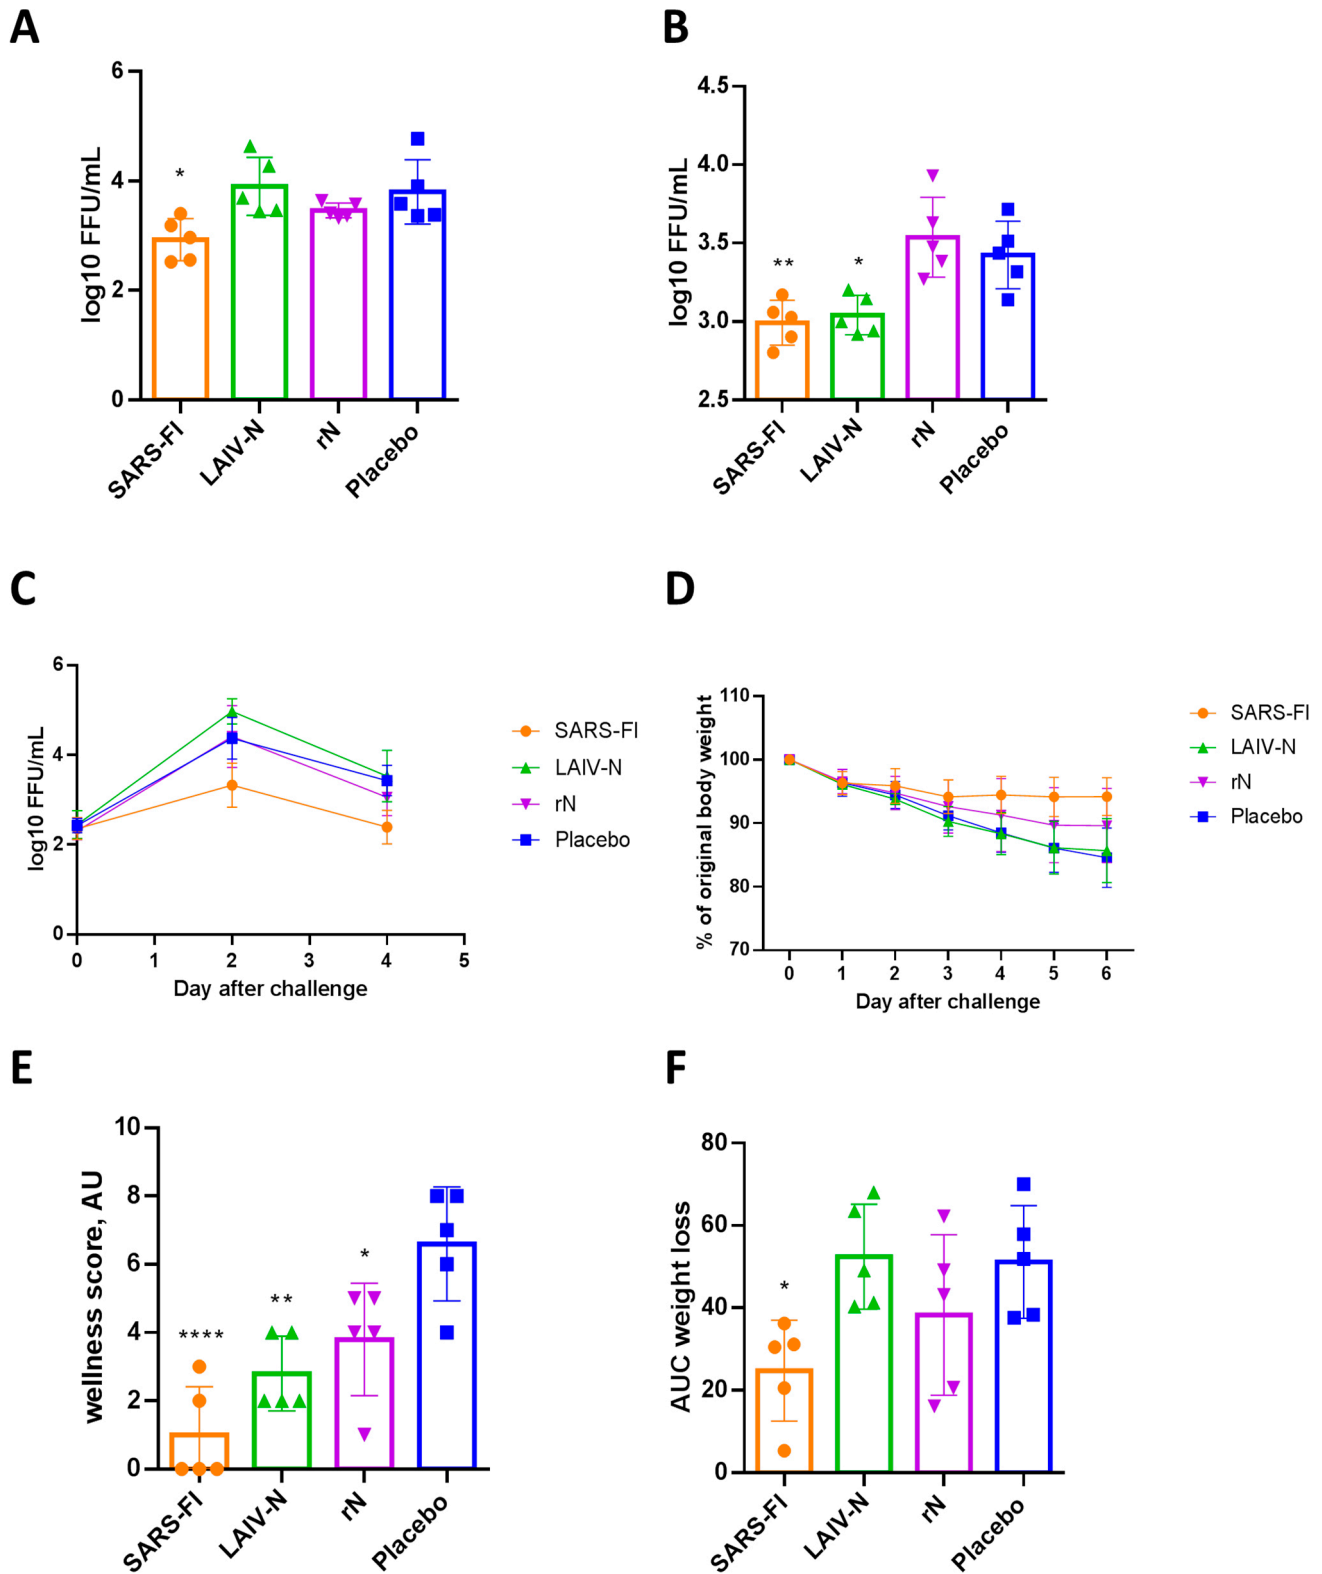 A
B
6
4
2
0
log10 FFU/mL
*
SARS-FI
LAIV-N
rN
Placebo
4.5
4.0
3.5
3.0
2.5
log10 FFU/mL
**
*
SARS-FI
LAIV-N
rN
Placebo
C
D
6
4
2
0
log10 FFU/mL
0 1 2 3 4 5
Day after challenge
SARS-FI
LAIV-N
rN
Placebo
110
100
90
80
70
% of original body weight
0 1 2 3 4 5 6
Day after challenge
SARS-FI
LAIV-N
rN
Placebo
E
F
10
8
6
4
2
0
wellness score, AU
****
**
*
SARS-FI
LAIV-N
rN
Placebo
80
60
40
20
0
AUC weight loss
*
SARS-FI
LAIV-N
rN
Placebo